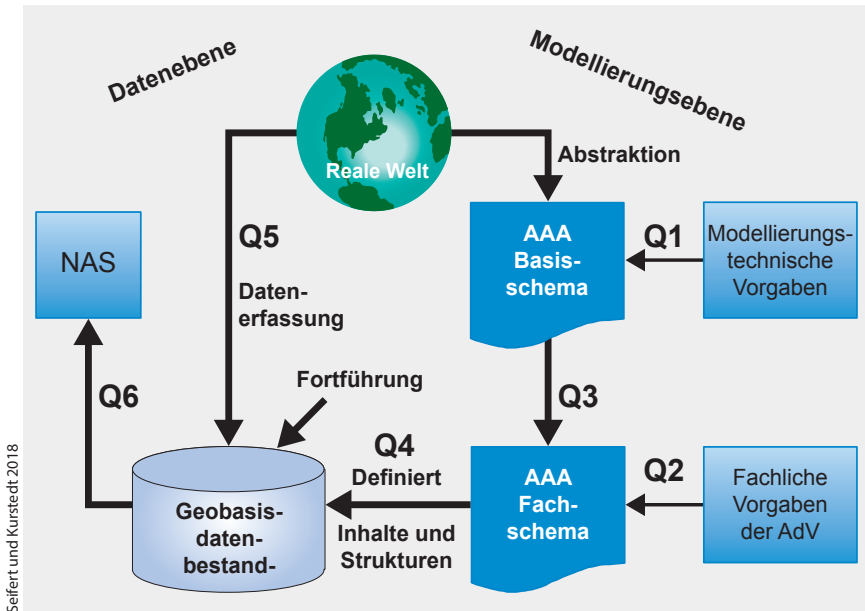 Datenebene
Modellierungsebene
Reale Welt
Abstraktion
NAS
Q5
Daten-
erfassung
AAA
Basis-
schema
Q1
Modellierungs-
technische
Vorgaben
Fortführung
Q6
Q3
Q4
Definiert
Inhalte und
Strukturen
Geobasis-
daten-
bestand-
AAA
Fach-
schema
Q2
Fachliche
Vorgaben
der AdV
Seifert und Kurstedt 2018